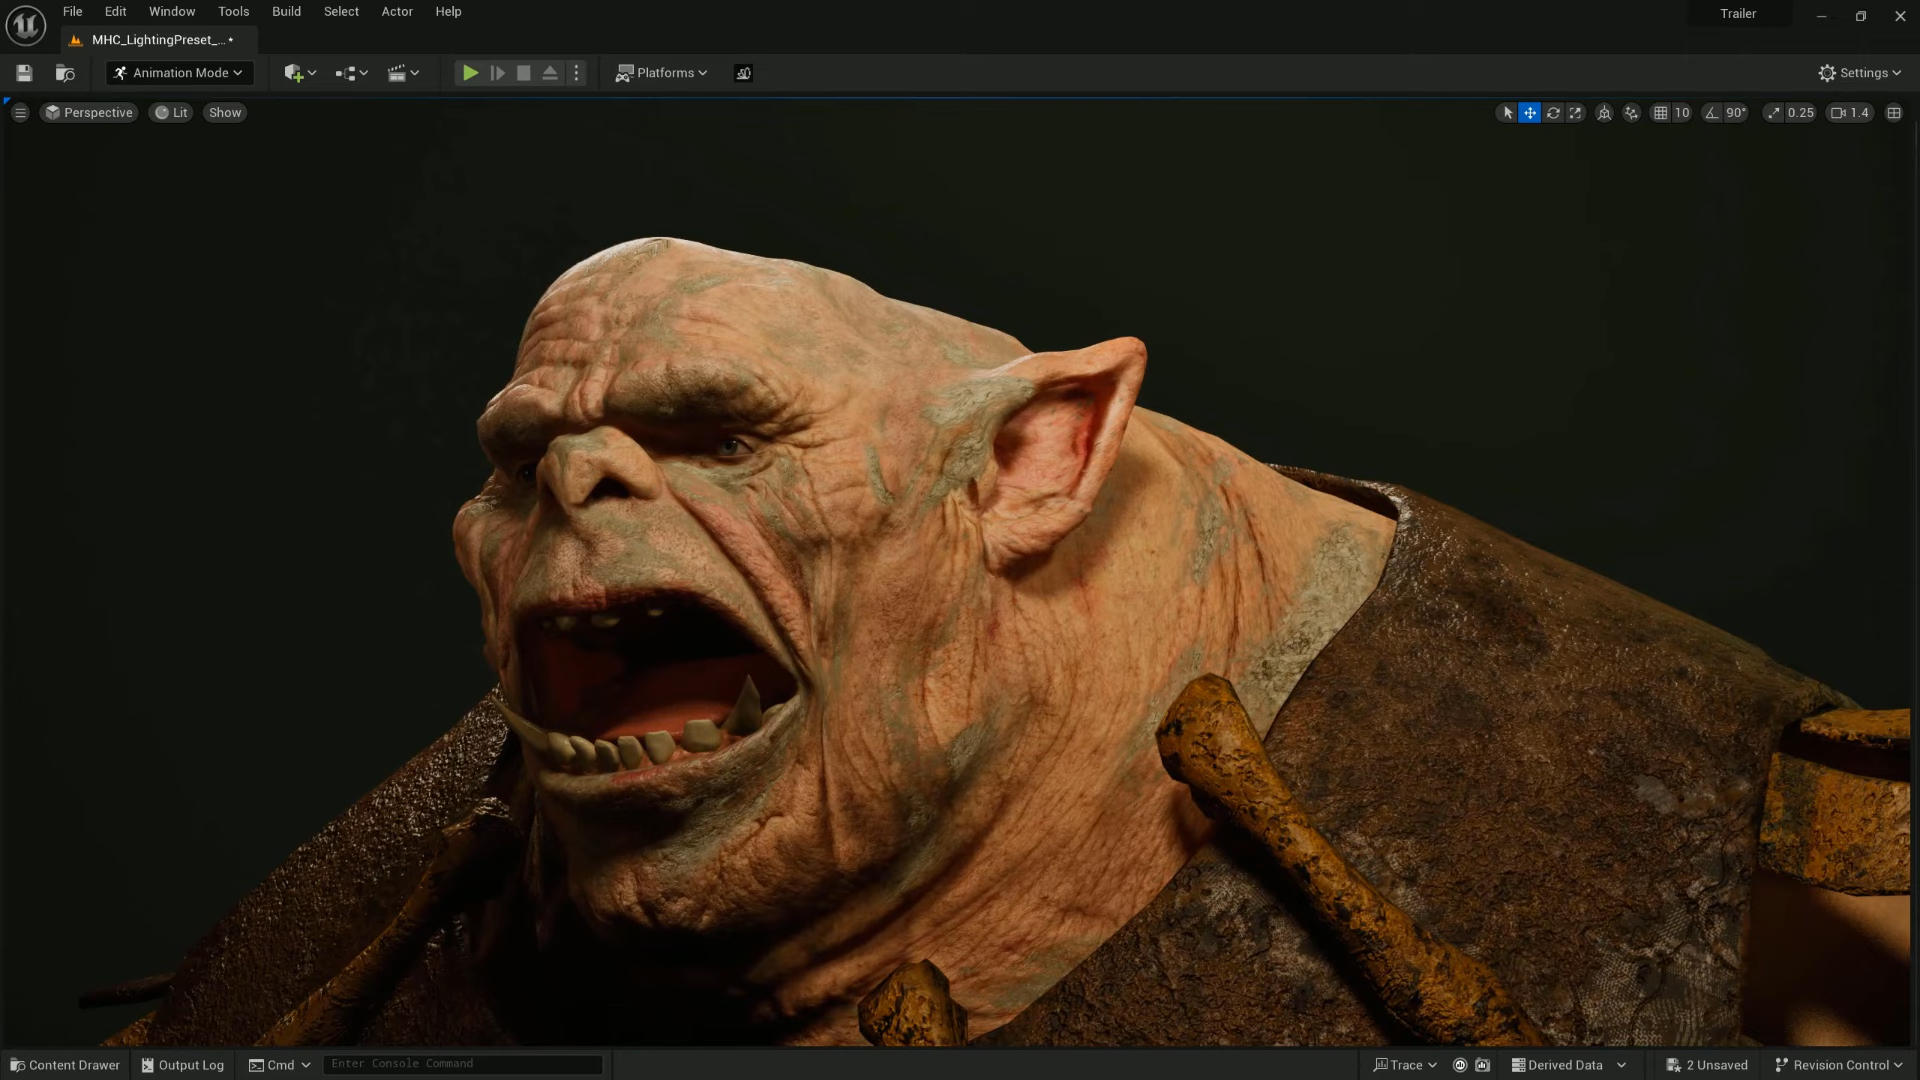 File Edit Window Tools Build Select Actor Help
Trailer
MHC_LightingPreset_... •
Animation Mode
Platforms
Settings
Perspective Lit Show
10 90° 0.25 1.4
Content Drawer Output Log Cmd Enter Console Command
Trace Derived Data 2 Unsaved Revision Control